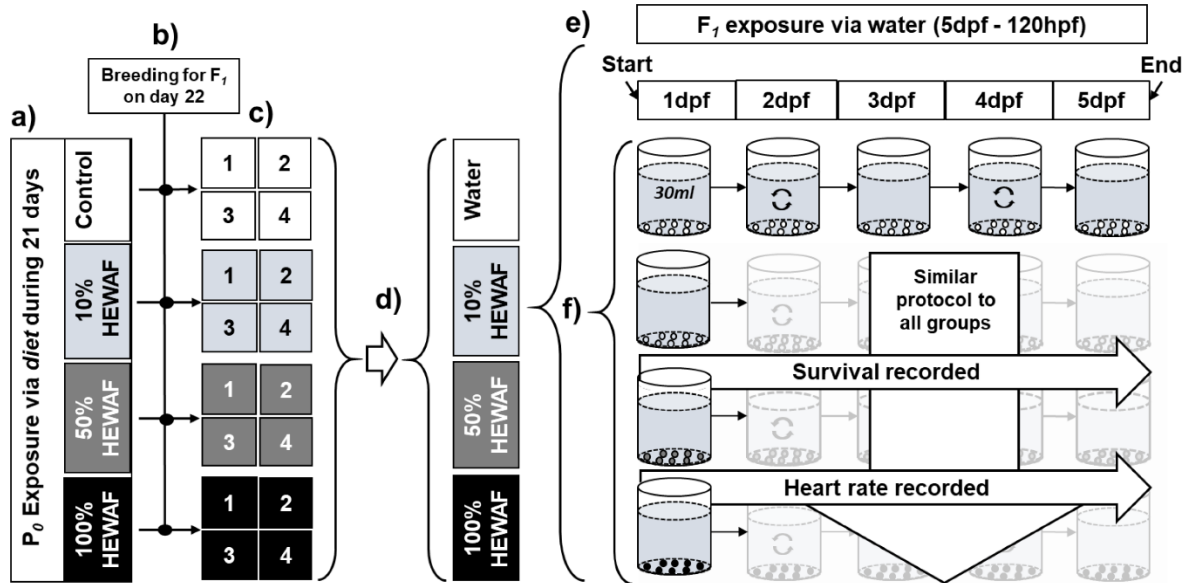 a)
P0 Exposure via diet during 21 days
Control
10%
HEWAF
50%
HEWAF
100%
HEWAF
b)
Breeding for F1
on day 22
c)
1 2
3 4
1 2
3 4
1 2
3 4
1 2
3 4
d)
Water
10%
HEWAF
50%
HEWAF
100%
HEWAF
e)
F1 exposure via water (5dpf - 120hpf)
Start
End
1dpf 2dpf 3dpf 4dpf 5dpf
f)
30ml
Similar
protocol to
all groups
Survival recorded
Heart rate recorded